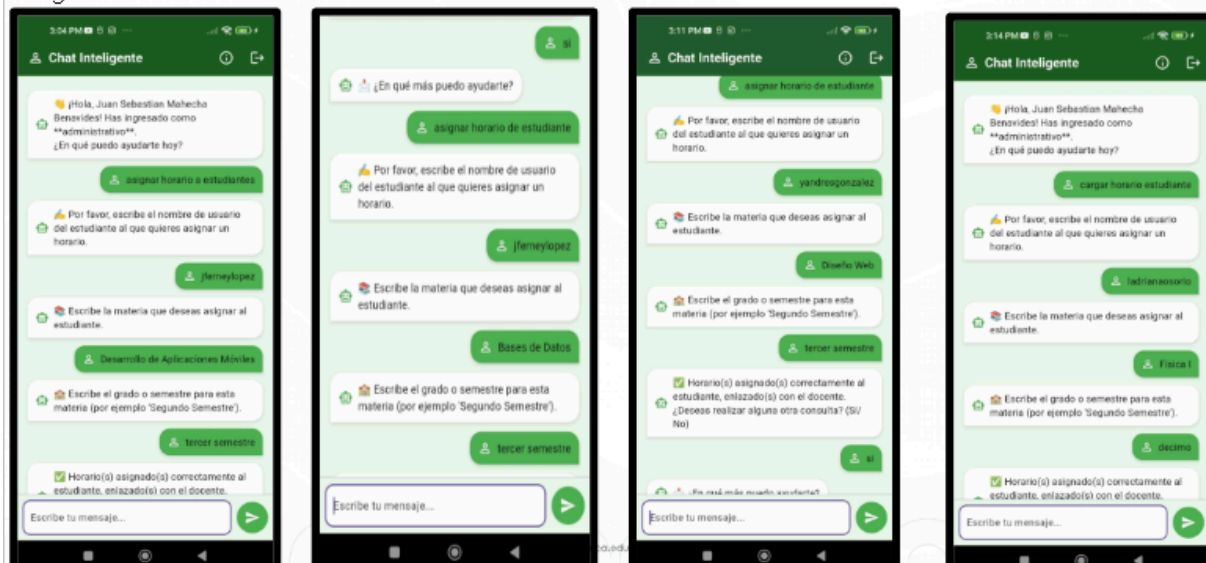 3:04 PM
Chat Inteligente
👋 ¡Hola, Juan Sebastian Mahecha
Benavides! Has ingresado como
**administrativo**.
¿En qué puedo ayudarte hoy?
asignar horario a estudiantes
✍️ Por favor, escribe el nombre de usuario
del estudiante al que quieres asignar un
horario.
jferneylopez
📚 Escribe la materia que deseas asignar al
estudiante.
Desarrollo de Aplicaciones Móviles
🏫 Escribe el grado o semestre para esta
materia (por ejemplo 'Segundo Semestre').
tercer semestre
✅ Horario(s) asignado(s) correctamente al
estudiante, enlazado(s) con el docente.
Escribe tu mensaje...
si
📩 ¿En qué más puedo ayudarte?
asignar horario de estudiante
✍️ Por favor, escribe el nombre de usuario
del estudiante al que quieres asignar un
horario.
jferneylopez
📚 Escribe la materia que deseas asignar al
estudiante.
Bases de Datos
🏫 Escribe el grado o semestre para esta
materia (por ejemplo 'Segundo Semestre').
tercer semestre
Escribe tu mensaje...
3:11 PM
Chat Inteligente
asignar horario de estudiante
✍️ Por favor, escribe el nombre de usuario
del estudiante al que quieres asignar un
horario.
yandresgonzalez
📚 Escribe la materia que deseas asignar al
estudiante.
Diseño Web
🏫 Escribe el grado o semestre para esta
materia (por ejemplo 'Segundo Semestre').
tercer semestre
✅ Horario(s) asignado(s) correctamente al
estudiante, enlazado(s) con el docente.
¿Deseas realizar alguna otra consulta? (Sí/
No)
si
¿En qué más puedo ayudarte?
Escribe tu mensaje...
3:14 PM
Chat Inteligente
👋 ¡Hola, Juan Sebastian Mahecha
Benavides! Has ingresado como
**administrativo**.
¿En qué puedo ayudarte hoy?
cargar horario estudiante
✍️ Por favor, escribe el nombre de usuario
del estudiante al que quieres asignar un
horario.
ladrianaosorio
📚 Escribe la materia que deseas asignar al
estudiante.
Física I
🏫 Escribe el grado o semestre para esta
materia (por ejemplo 'Segundo Semestre').
decimo
✅ Horario(s) asignado(s) correctamente al
estudiante, enlazado(s) con el docente.
Escribe tu mensaje...